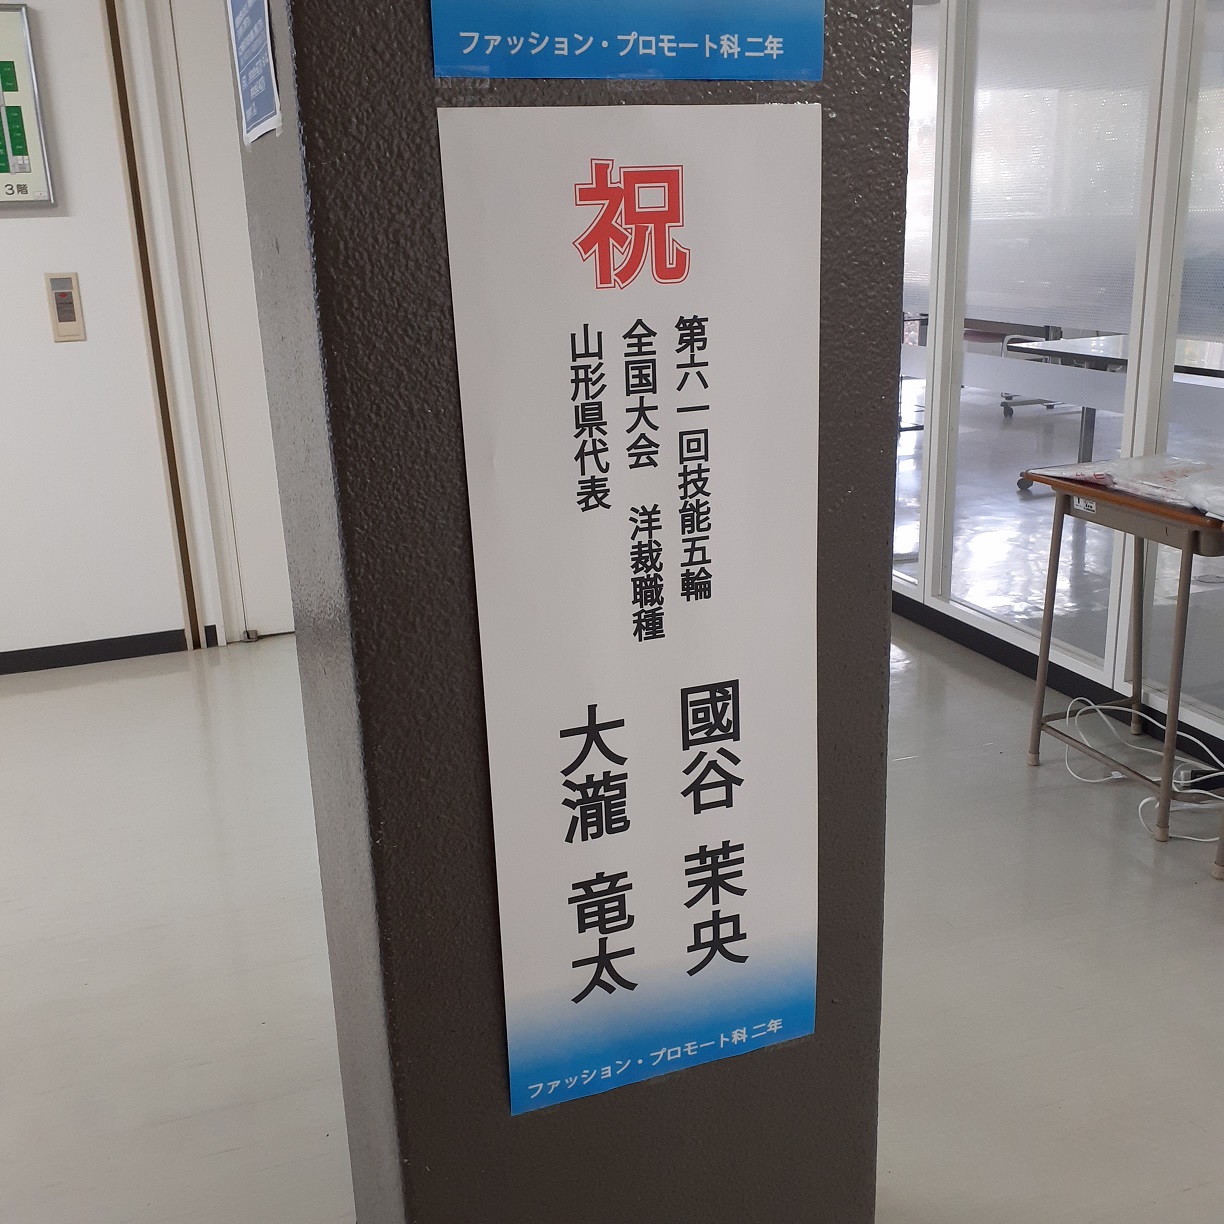 ファッション・プロモート科 二年
祝
第六一回技能五輪
全国大会　洋裁職種
山形県代表
國谷　茉央
大瀧　竜太
ファッション・プロモート科 二年
3階